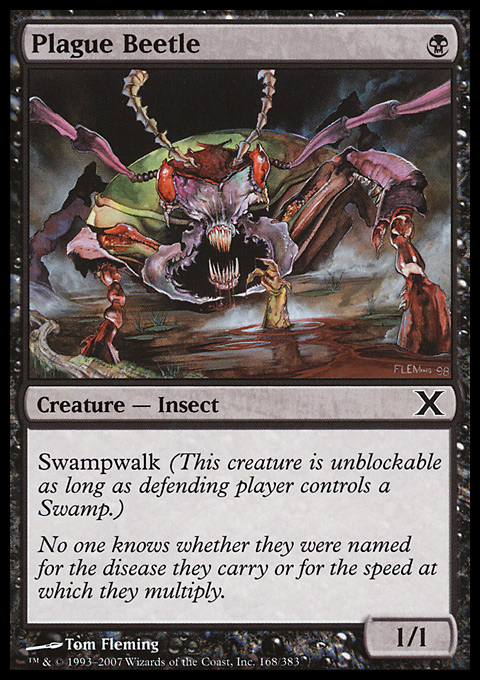 Plague Beetle
FLEMING 98
Creature — Insect
X
Swampwalk (This creature is unblockable
as long as defending player controls a
Swamp.)
No one knows whether they were named
for the disease they carry or for the speed at
which they multiply.
Tom Fleming
1/1
™ & © 1993–2007 Wizards of the Coast, Inc. 168/383